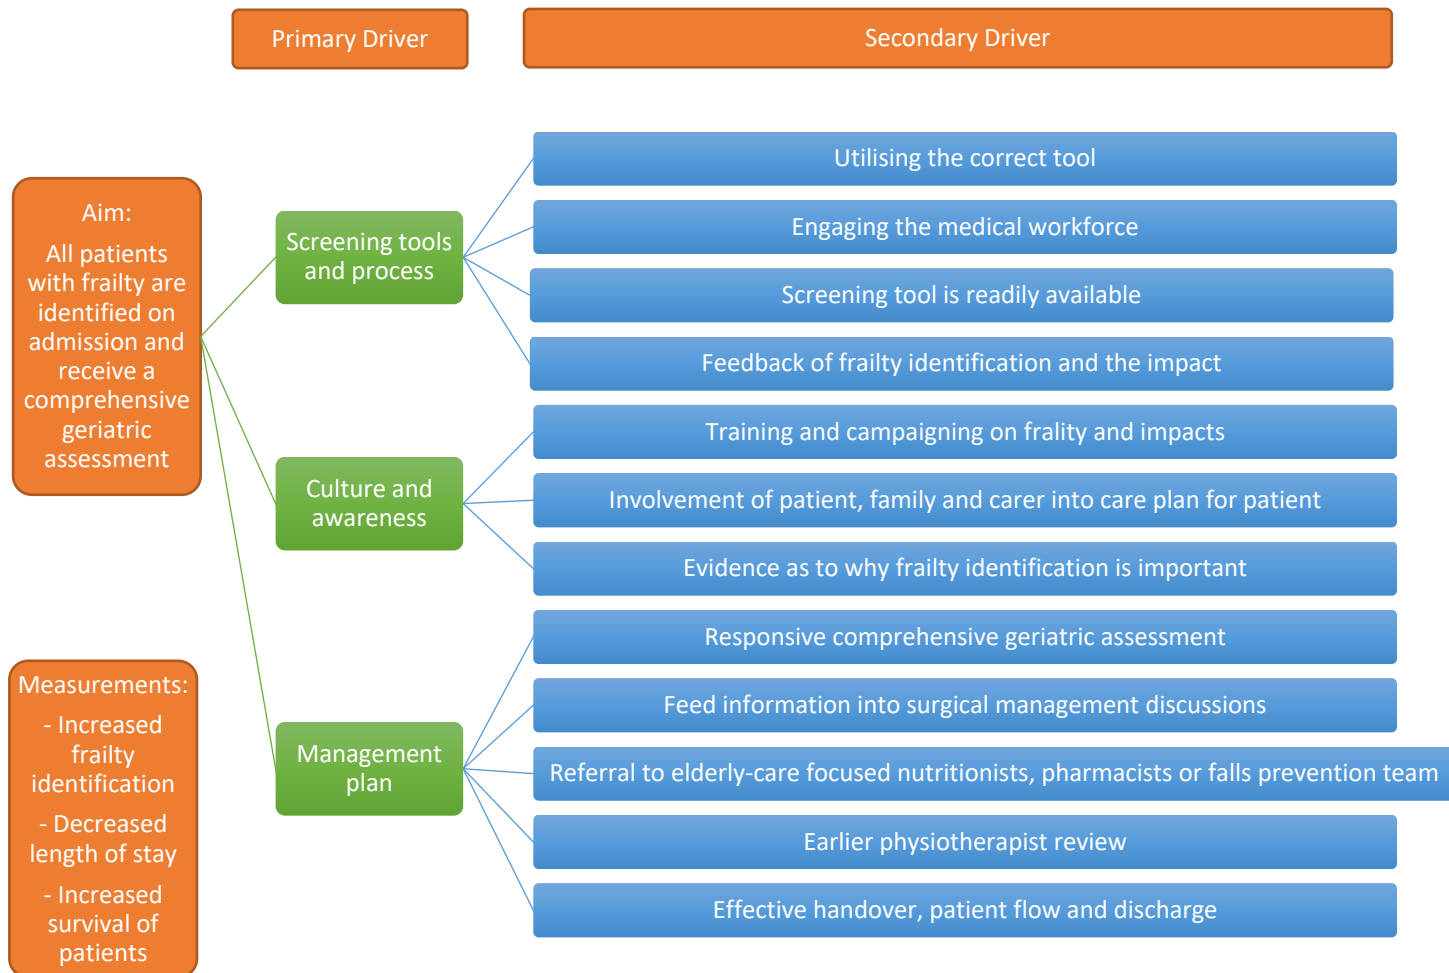 Primary Driver
Secondary Driver
Aim:
All patients
with frailty are
identified on
admission and
receive a
comprehensive
geriatric
assessment
Measurements:
- Increased
frailty
identification
- Decreased
length of stay
- Increased
survival of
patients
Screening tools
and process
Utilising the correct tool
Engaging the medical workforce
Screening tool is readily available
Feedback of frailty identification and the impact
Culture and
awareness
Training and campaigning on frality and impacts
Involvement of patient, family and carer into care plan for patient
Evidence as to why frailty identification is important
Management
plan
Responsive comprehensive geriatric assessment
Feed information into surgical management discussions
Referral to elderly-care focused nutritionists, pharmacists or falls prevention team
Earlier physiotherapist review
Effective handover, patient flow and discharge